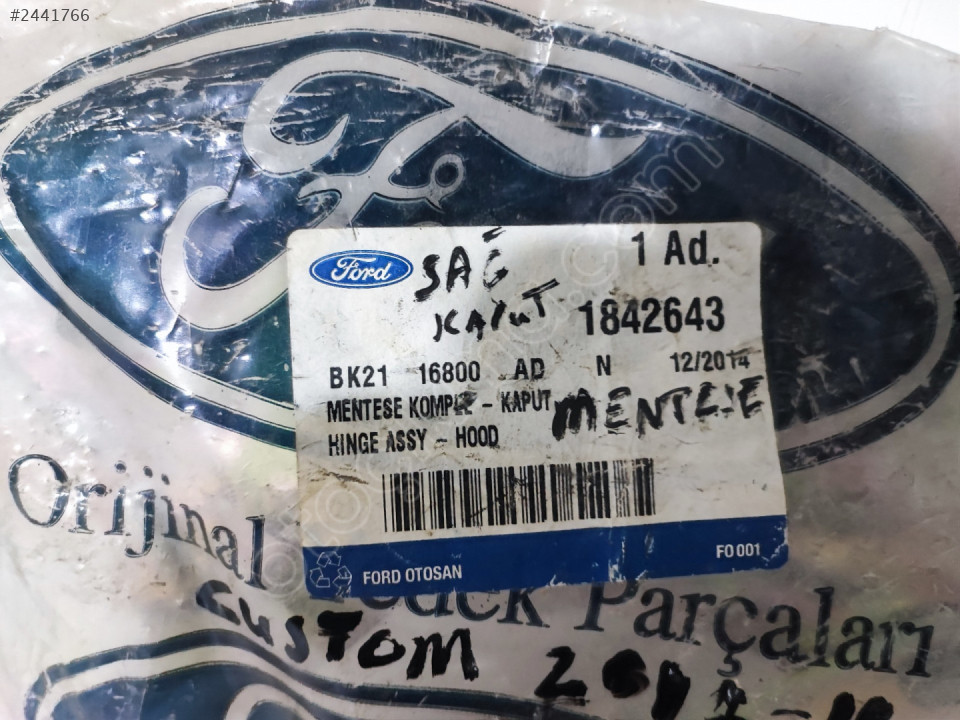 #2441766
Ford
SAĞ
1 Ad.
KAPUT
1842643
BK21 16800 AD N 12/2014
MENTESE KOMPLE - KAPUT
MENTEŞE
HINGE ASSY - HOOD
FORD OTOSAN
FO 001
Orijinal Yedek Parçaları
CUSTOM